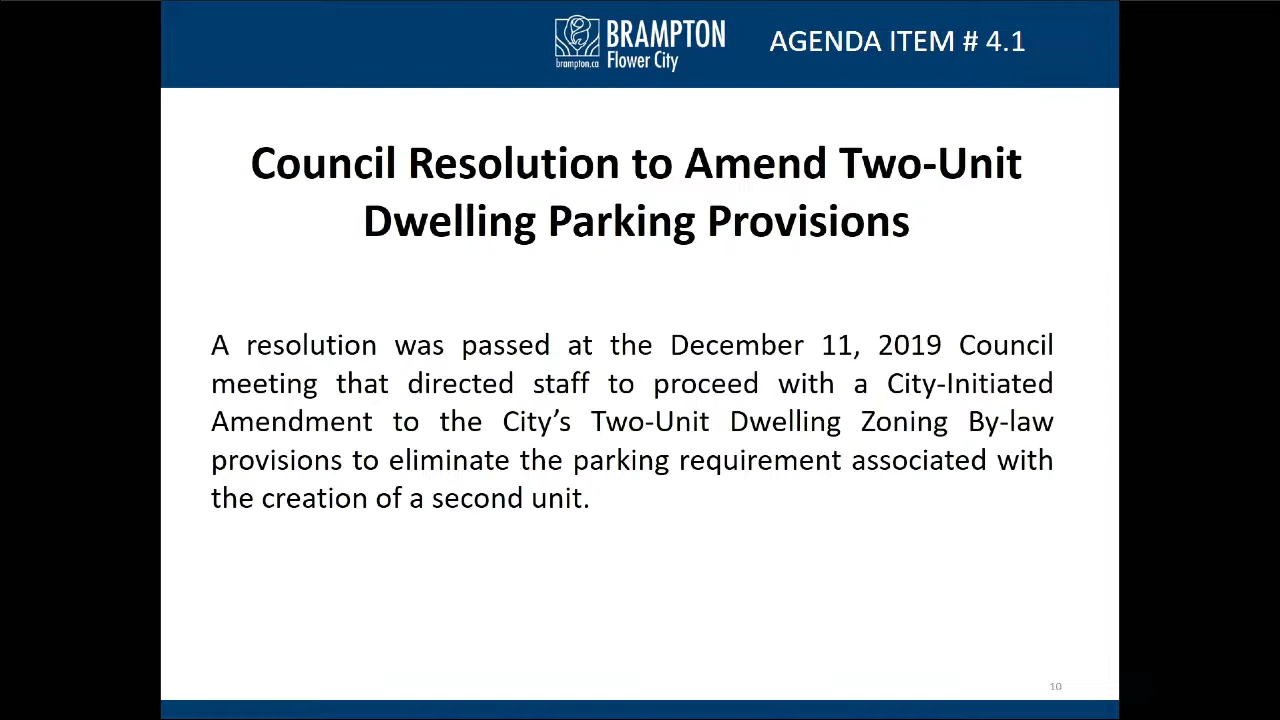 BRAMPTON
brampton.ca
Flower City
AGENDA ITEM # 4.1
Council Resolution to Amend Two-Unit
Dwelling Parking Provisions
A resolution was passed at the December 11, 2019 Council
meeting that directed staff to proceed with a City-Initiated
Amendment to the City’s Two-Unit Dwelling Zoning By-law
provisions to eliminate the parking requirement associated with
the creation of a second unit.
10